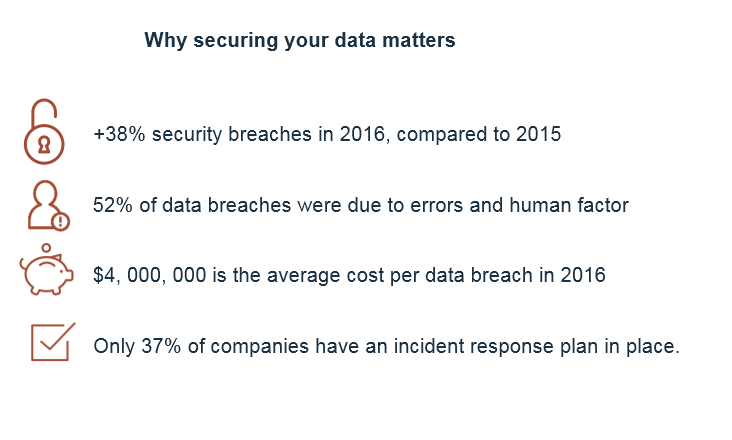 Why securing your data matters
+38% security breaches in 2016, compared to 2015
52% of data breaches were due to errors and human factor
$4, 000, 000 is the average cost per data breach in 2016
Only 37% of companies have an incident response plan in place.